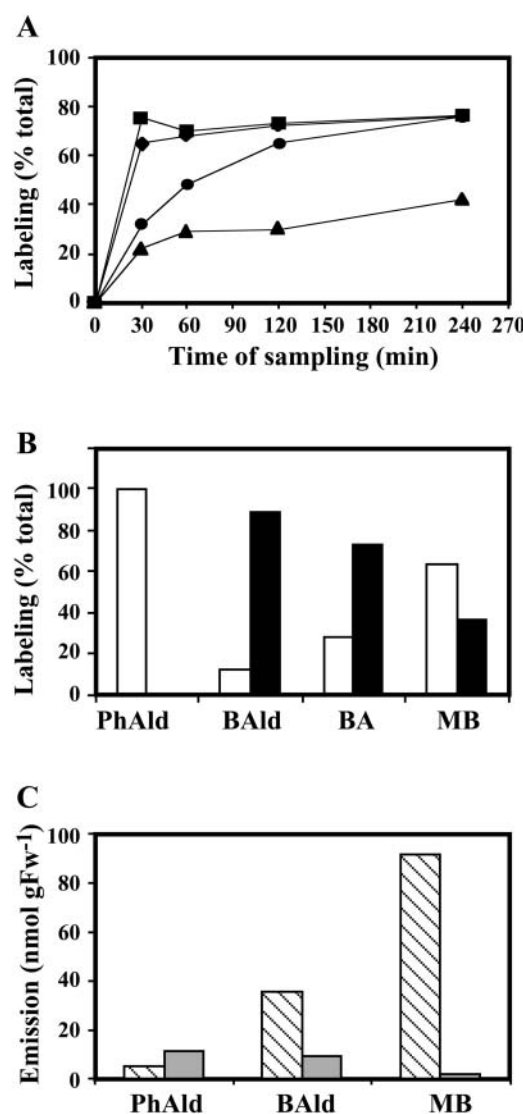 A
Labeling (% total)
100
80
60
40
20
0
0 30 60 90 120 150 180 210 240 270
Time of sampling (min)
B
Labeling (% total)
100
80
60
40
20
0
PhAld BAld BA MB
C
Emission (nmol gFw-1)
100
80
60
40
20
0
PhAld BAld MB